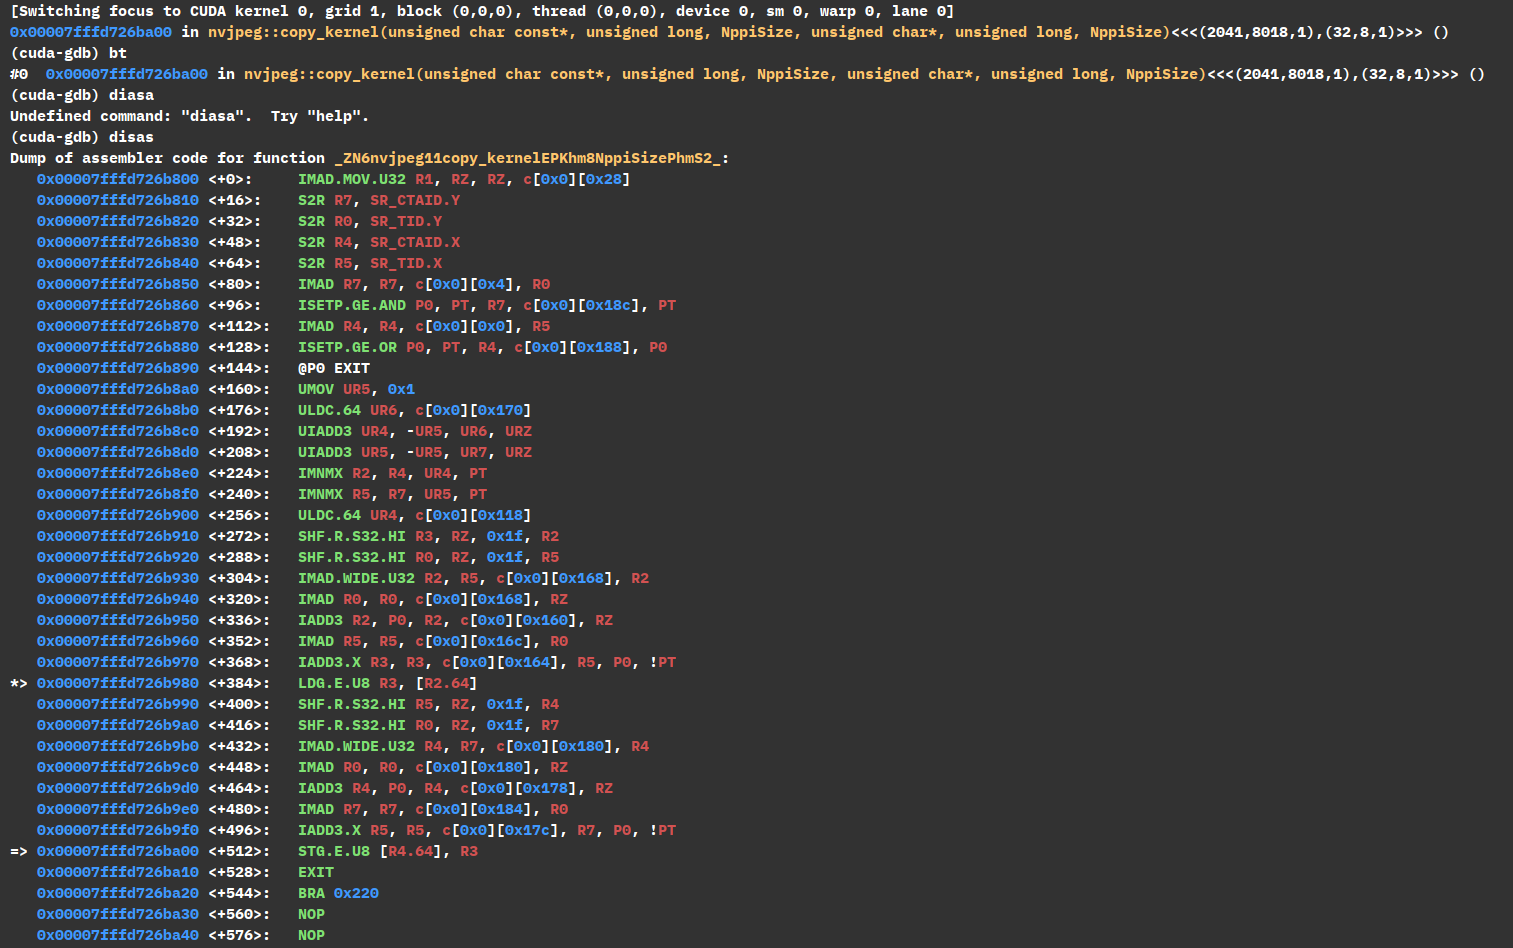 [Switching focus to CUDA kernel 0, grid 1, block (0,0,0), thread (0,0,0), device 0, sm 0, warp 0, lane 0]
0x00007fffd726ba00 in nvjpeg::copy_kernel(unsigned char const*, unsigned long, NppiSize, unsigned char*, unsigned long, NppiSize)<<<(2041,8018,1),(32,8,1)>>> ()
(cuda-gdb) bt
#0  0x00007fffd726ba00 in nvjpeg::copy_kernel(unsigned char const*, unsigned long, NppiSize, unsigned char*, unsigned long, NppiSize)<<<(2041,8018,1),(32,8,1)>>> ()
(cuda-gdb) diasa
Undefined command: "diasa".  Try "help".
(cuda-gdb) disas
Dump of assembler code for function _ZN6nvjpeg11copy_kernelEPKhm8NppiSizePhmS2_:
   0x00007fffd726b800 <+0>:     IMAD.MOV.U32 R1, RZ, RZ, c[0x0][0x28]
   0x00007fffd726b810 <+16>:    S2R R7, SR_CTAID.Y
   0x00007fffd726b820 <+32>:    S2R R0, SR_TID.Y
   0x00007fffd726b830 <+48>:    S2R R4, SR_CTAID.X
   0x00007fffd726b840 <+64>:    S2R R5, SR_TID.X
   0x00007fffd726b850 <+80>:    IMAD R7, R7, c[0x0][0x4], R0
   0x00007fffd726b860 <+96>:    ISETP.GE.AND P0, PT, R7, c[0x0][0x18c], PT
   0x00007fffd726b870 <+112>:   IMAD R4, R4, c[0x0][0x0], R5
   0x00007fffd726b880 <+128>:   ISETP.GE.OR P0, PT, R4, c[0x0][0x188], P0
   0x00007fffd726b890 <+144>:   @P0 EXIT
   0x00007fffd726b8a0 <+160>:   UMOV UR5, 0x1
   0x00007fffd726b8b0 <+176>:   ULDC.64 UR6, c[0x0][0x170]
   0x00007fffd726b8c0 <+192>:   UIADD3 UR4, -UR5, UR6, URZ
   0x00007fffd726b8d0 <+208>:   UIADD3 UR5, -UR5, UR7, URZ
   0x00007fffd726b8e0 <+224>:   IMNMX R2, R4, UR4, PT
   0x00007fffd726b8f0 <+240>:   IMNMX R5, R7, UR5, PT
   0x00007fffd726b900 <+256>:   ULDC.64 UR4, c[0x0][0x118]
   0x00007fffd726b910 <+272>:   SHF.R.S32.HI R3, RZ, 0x1f, R2
   0x00007fffd726b920 <+288>:   SHF.R.S32.HI R0, RZ, 0x1f, R5
   0x00007fffd726b930 <+304>:   IMAD.WIDE.U32 R2, R5, c[0x0][0x168], R2
   0x00007fffd726b940 <+320>:   IMAD R0, R0, c[0x0][0x168], RZ
   0x00007fffd726b950 <+336>:   IADD3 R2, P0, R2, c[0x0][0x160], RZ
   0x00007fffd726b960 <+352>:   IMAD R5, R5, c[0x0][0x16c], R0
   0x00007fffd726b970 <+368>:   IADD3.X R3, R3, c[0x0][0x164], R5, P0, !PT
*> 0x00007fffd726b980 <+384>:   LDG.E.U8 R3, [R2.64]
   0x00007fffd726b990 <+400>:   SHF.R.S32.HI R5, RZ, 0x1f, R4
   0x00007fffd726b9a0 <+416>:   SHF.R.S32.HI R0, RZ, 0x1f, R7
   0x00007fffd726b9b0 <+432>:   IMAD.WIDE.U32 R4, R7, c[0x0][0x180], R4
   0x00007fffd726b9c0 <+448>:   IMAD R0, R0, c[0x0][0x180], RZ
   0x00007fffd726b9d0 <+464>:   IADD3 R4, P0, R4, c[0x0][0x178], RZ
   0x00007fffd726b9e0 <+480>:   IMAD R7, R7, c[0x0][0x184], R0
   0x00007fffd726b9f0 <+496>:   IADD3.X R5, R5, c[0x0][0x17c], R7, P0, !PT
=> 0x00007fffd726ba00 <+512>:   STG.E.U8 [R4.64], R3
   0x00007fffd726ba10 <+528>:   EXIT
   0x00007fffd726ba20 <+544>:   BRA 0x220
   0x00007fffd726ba30 <+560>:   NOP
   0x00007fffd726ba40 <+576>:   NOP